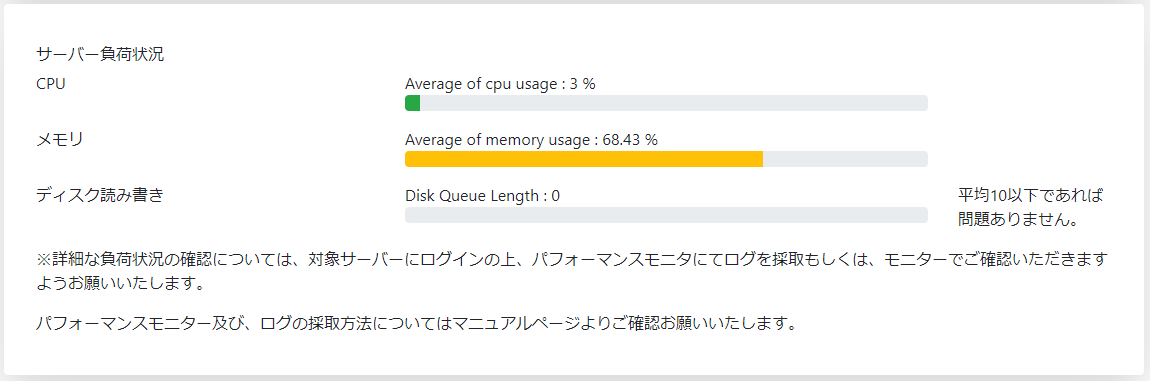 サーバー負荷状況
CPU
Average of cpu usage : 3 %
メモリ
Average of memory usage : 68.43 %
ディスク読み書き
Disk Queue Length : 0
平均10以下であれば
問題ありません。
※詳細な負荷状況の確認については、対象サーバーにログインの上、パフォーマンスモニタにてログを採取もしくは、モニターでご確認いただきます
ようお願いいたします。
パフォーマンスモニター及び、ログの採取方法についてはマニュアルページよりご確認お願いいたします。